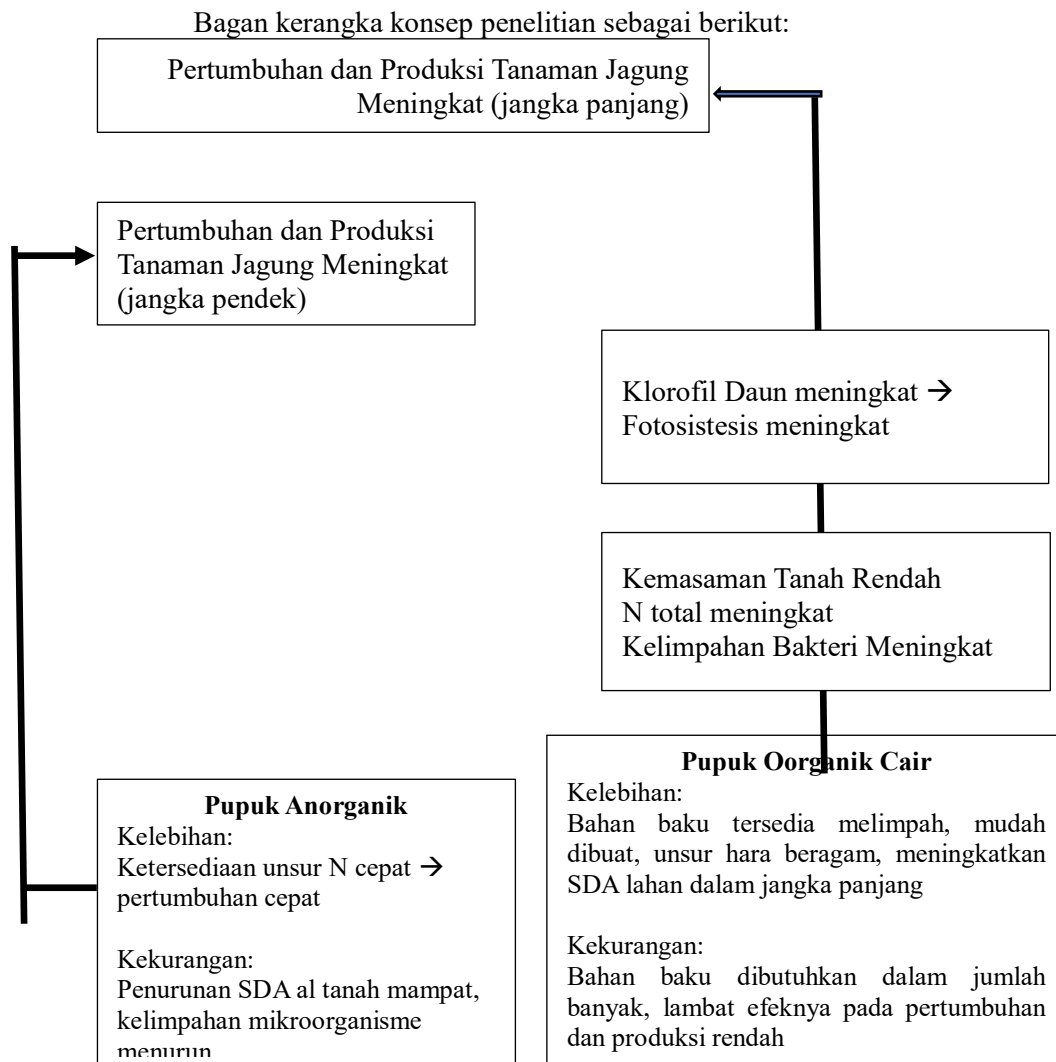 Bagan kerangka konsep penelitian sebagai berikut:
Pertumbuhan dan Produksi Tanaman Jagung
Meningkat (jangka panjang)
Pertumbuhan dan Produksi
Tanaman Jagung Meningkat
(jangka pendek)
Klorofil Daun meningkat →
Fotosistesis meningkat
Kemasaman Tanah Rendah
N total meningkat
Kelimpahan Bakteri Meningkat
Pupuk Anorganik
Kelebihan:
Ketersediaan unsur N cepat →
pertumbuhan cepat
Kekurangan:
Penurunan SDA al tanah mampat,
kelimpahan mikroorganisme
menurun
Pupuk Oorganik Cair
Kelebihan:
Bahan baku tersedia melimpah, mudah
dibuat, unsur hara beragam, meningkatkan
SDA lahan dalam jangka panjang
Kekurangan:
Bahan baku dibutuhkan dalam jumlah
banyak, lambat efeknya pada pertumbuhan
dan produksi rendah